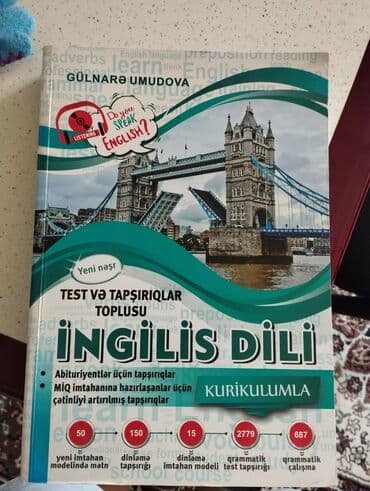 GÜLNARƏ UMUDOVA
LISTENING
Do you
SPEAK
ENGLISH?
Yeni nəşr
TEST VƏ TAPŞIRIQLAR
TOPLUSU
İNGİLİS DİLİ
• Abituriyentlər üçün tapşırıqlar
• MİQ imtahanına hazırlaşanlar üçün
çətinliyi artırılmış tapşırıqlar
KURİKULUMLA
50 150 15 2779 687
yeni imtahan dinləmə dinləmə qrammatik qrammatik
modelində mətn tapşırığı imtahan modeli test tapşırığı çalışma